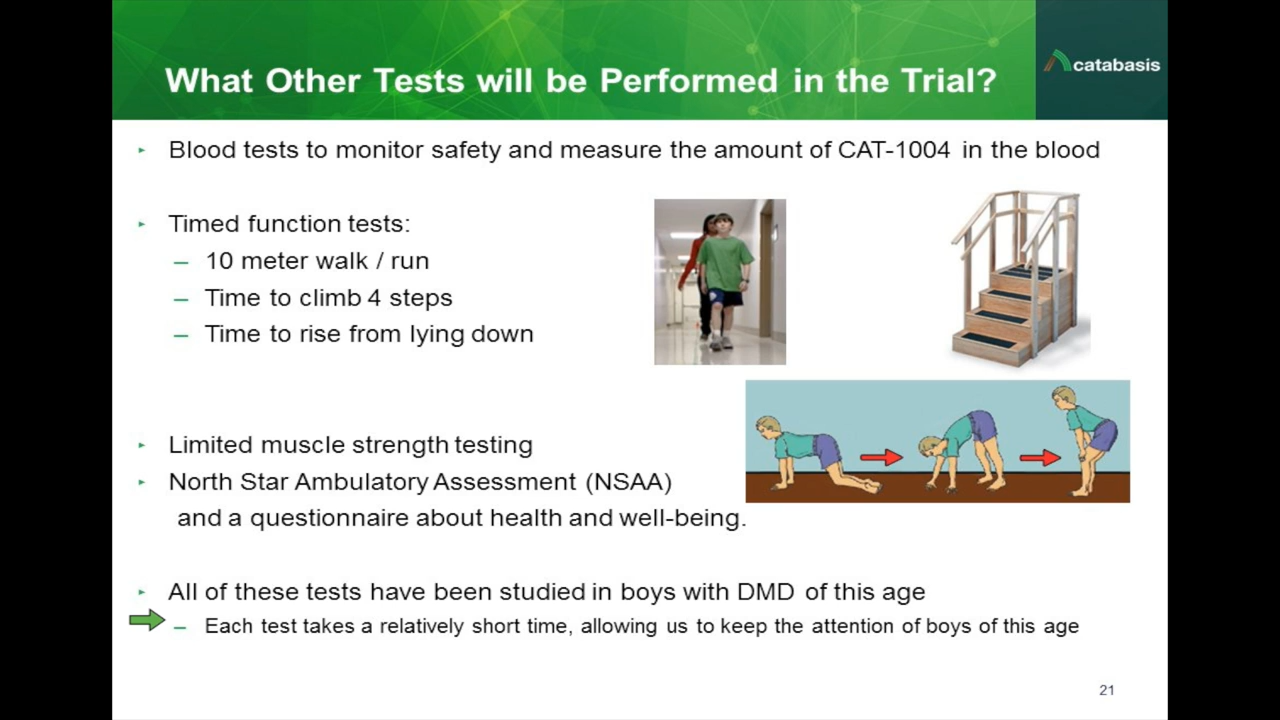 What Other Tests will be Performed in the Trial?
catabasis
Blood tests to monitor safety and measure the amount of CAT-1004 in the blood
Timed function tests:
– 10 meter walk / run
– Time to climb 4 steps
– Time to rise from lying down
Limited muscle strength testing
North Star Ambulatory Assessment (NSAA)
and a questionnaire about health and well-being.
All of these tests have been studied in boys with DMD of this age
– Each test takes a relatively short time, allowing us to keep the attention of boys of this age
21